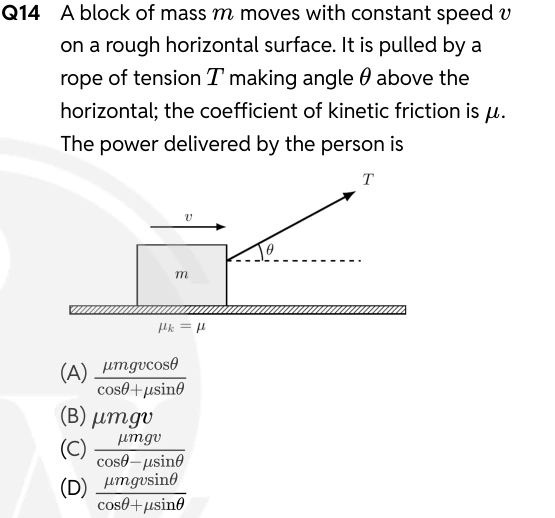 Q14 A block of mass m moves with constant speed v
on a rough horizontal surface. It is pulled by a
rope of tension T making angle θ above the
horizontal; the coefficient of kinetic friction is μ.
The power delivered by the person is
T
v
θ
m
μk = μ
(A) μmgvcosθ / cosθ+μsinθ
(B) μmgv
(C) μmgv / cosθ−μsinθ
(D) μmgvsinθ / cosθ+μsinθ